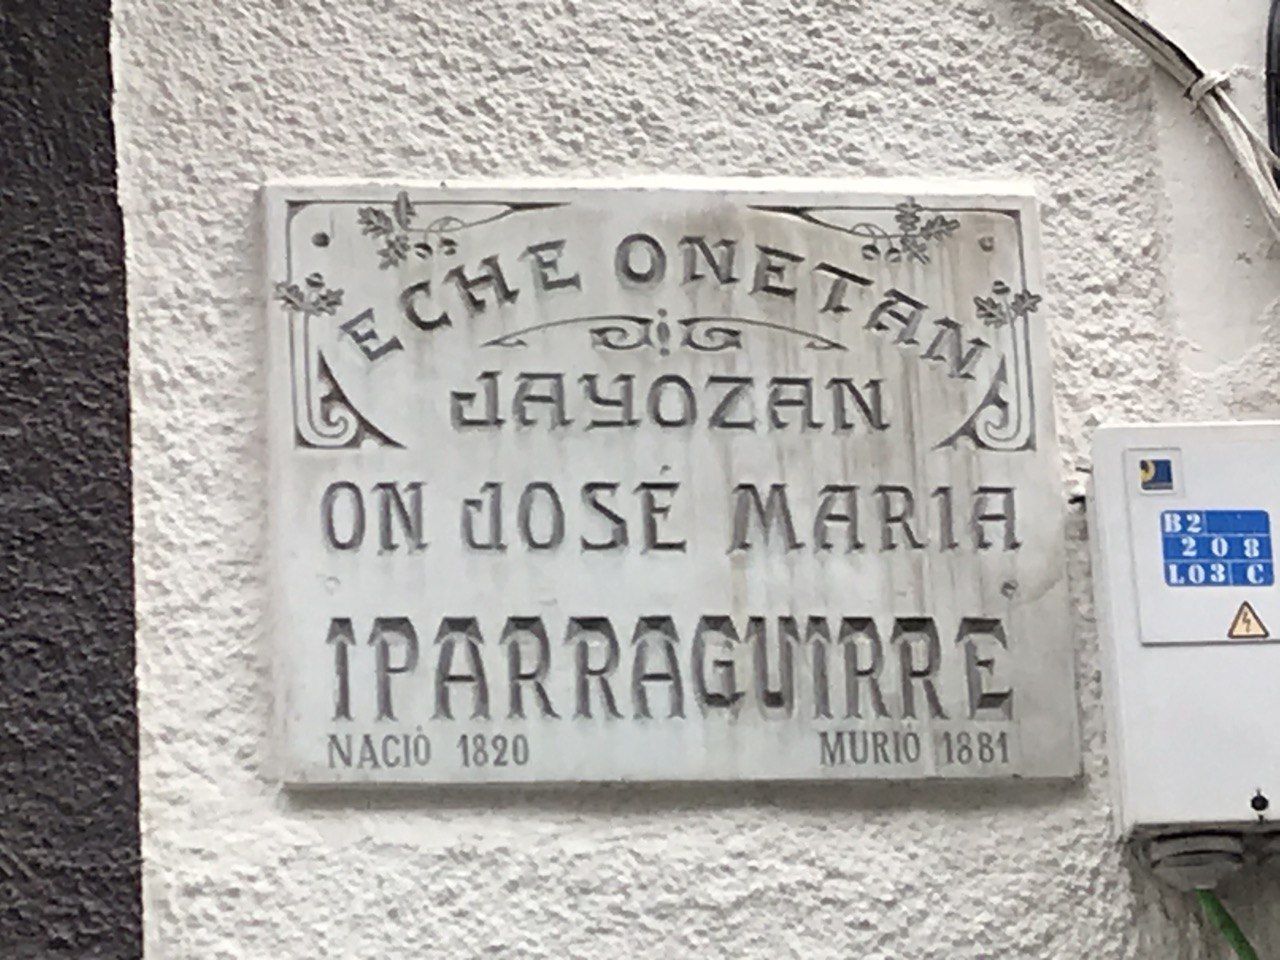 ECHE ONETAN
JAYOZAN
ON JOSÉ MARIA
IPARRAGUIRRE
NACIÓ 1820 MURIÓ 1881
B2
208
L03 C